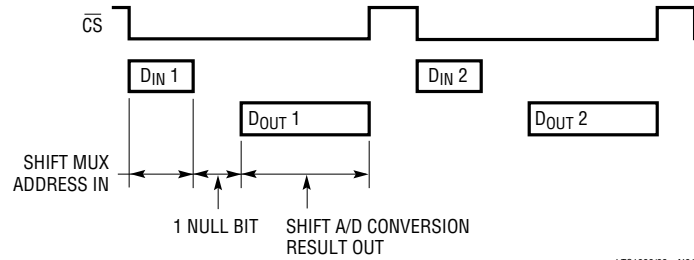 CS
DIN 1
DIN 2
DOUT 1
DOUT 2
SHIFT MUX
ADDRESS IN
1 NULL BIT
SHIFT A/D CONVERSION
RESULT OUT